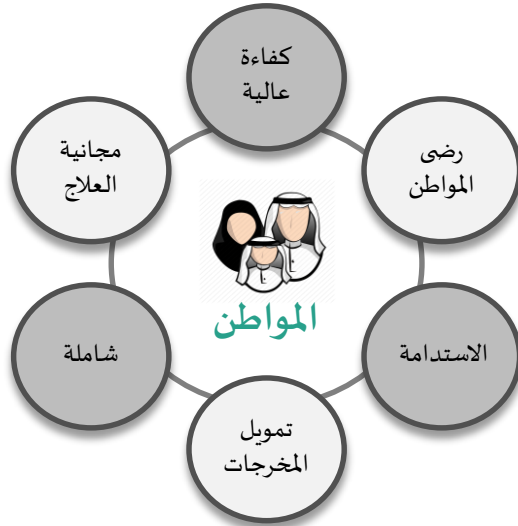 كفاءة
عالية
رضى
المواطن
مجانية
العلاج
المواطن
الاستدامة
شاملة
تمويل
المخرجات